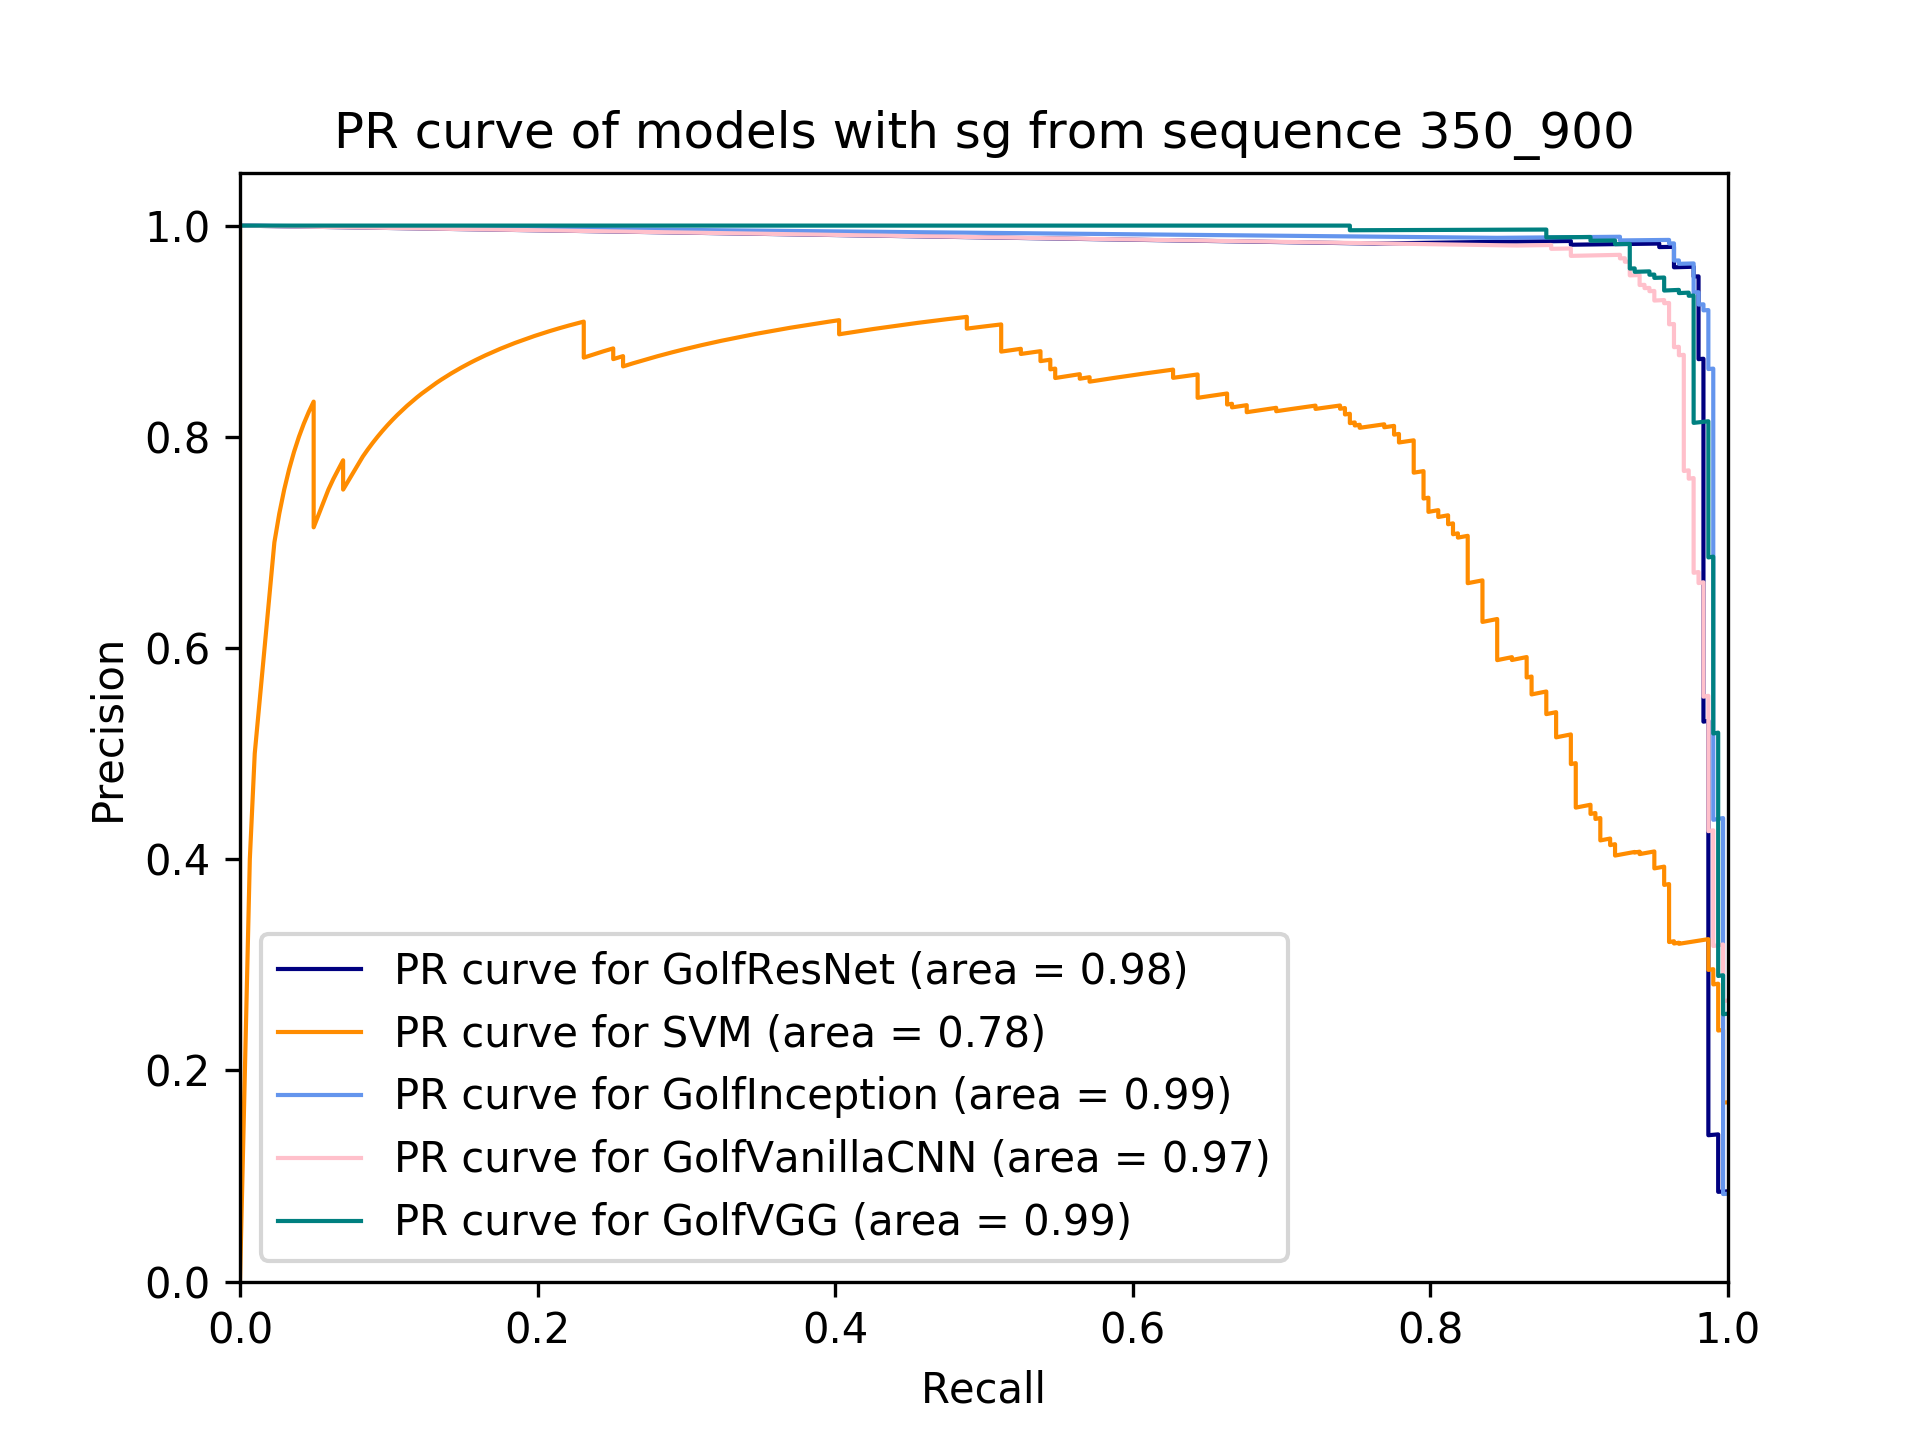 PR curve of models with sg from sequence 350_900
1.0
0.8
0.6
0.4
0.2
0.0
Precision
PR curve for GolfResNet (area = 0.98)
PR curve for SVM (area = 0.78)
PR curve for GolfInception (area = 0.99)
PR curve for GolfVanillaCNN (area = 0.97)
PR curve for GolfVGG (area = 0.99)
0.0 0.2 0.4 0.6 0.8 1.0
Recall